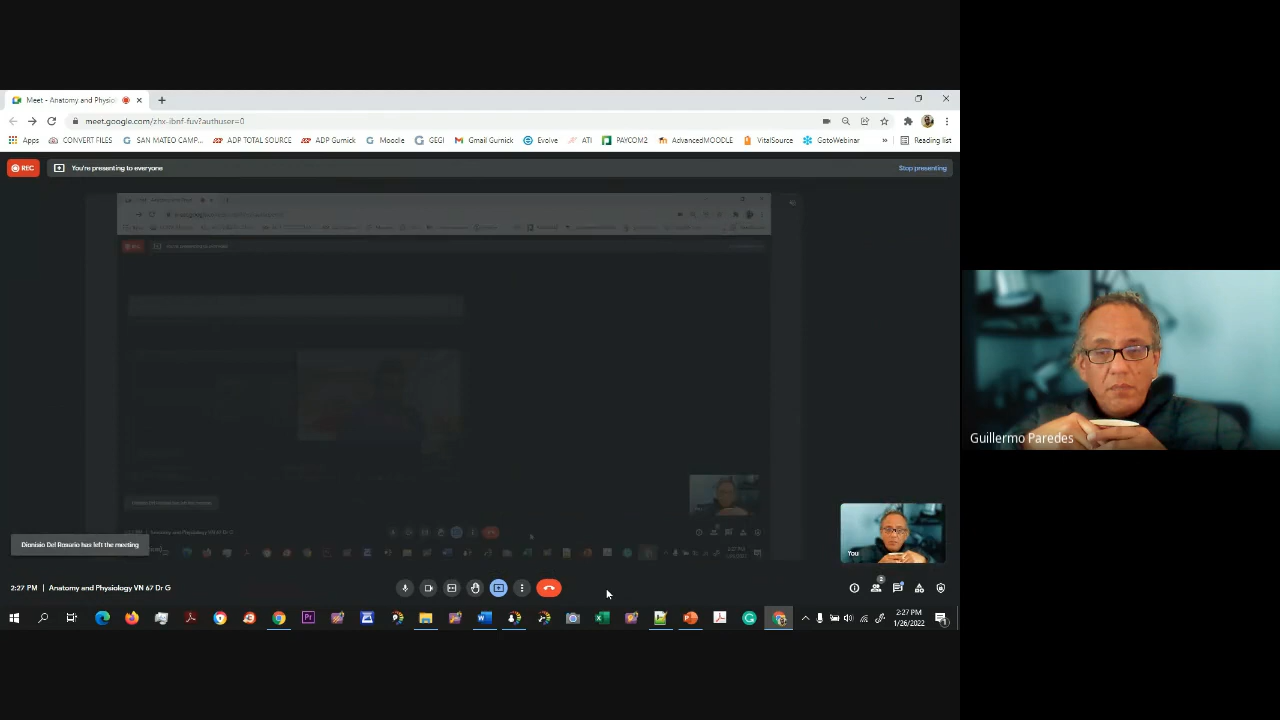 Meet - Anatomy and Physio
meet.google.com/zhx-ibnf-fuv?authuser=0
Apps CONVERT FILES SAN MATEO CAMP... ADP TOTAL SOURCE ADP Gurnick Moodle GEGI Gmail Gurnick Evolve ATI PAYCOM2 AdvancedMOODLE VitalSource GotoWebinar » Reading list
REC You're presenting to everyone Stop presenting
Guillermo Paredes
Dionisio Del Rosario has left the meeting
You
2:27 PM | Anatomy and Physiology VN 67 Dr G
2
2:27 PM
1/26/2022